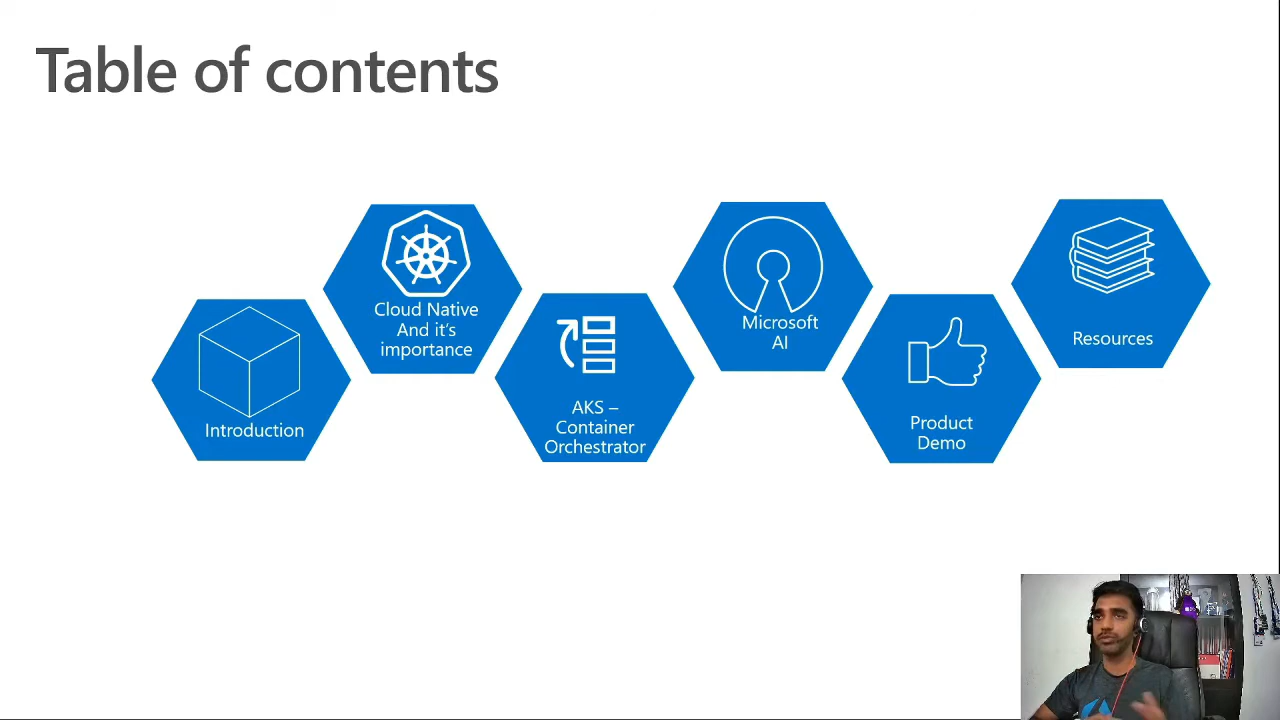 Table of contents
Introduction
Cloud Native
And it's
importance
AKS –
Container
Orchestrator
Microsoft
AI
Product
Demo
Resources